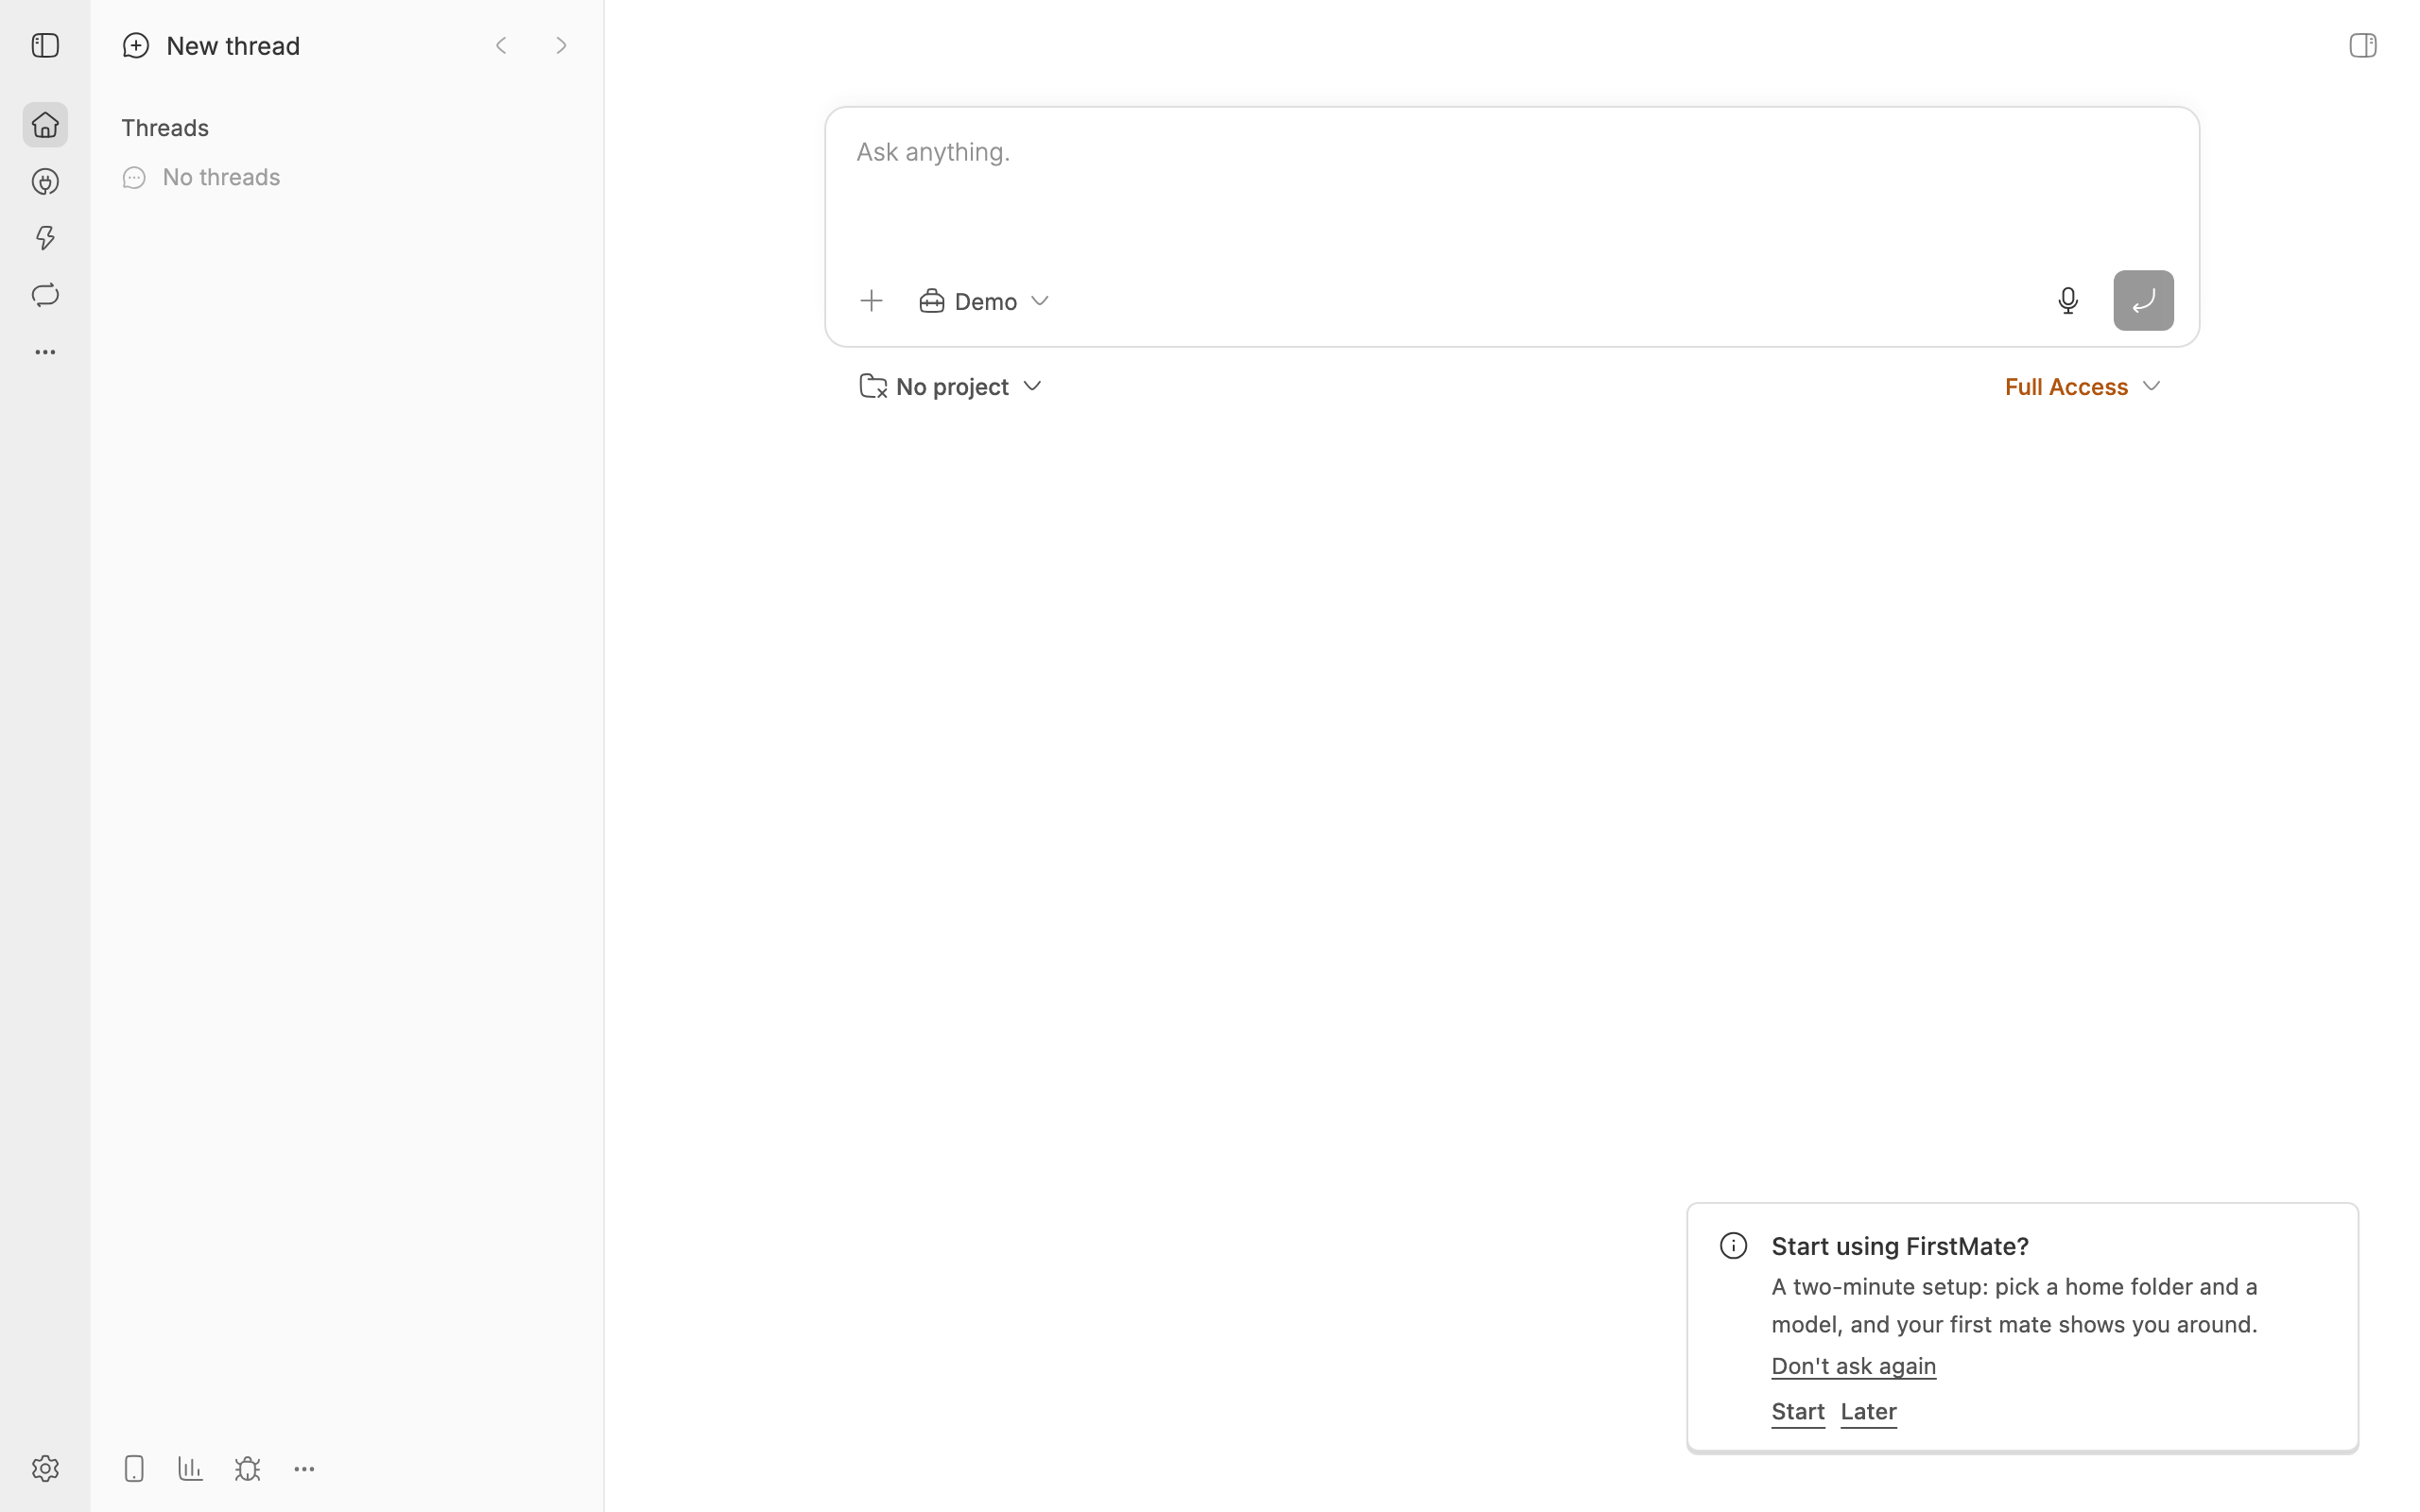 New thread
Threads
No threads
Ask anything.
Demo
No project
Full Access
Start using FirstMate?
A two-minute setup: pick a home folder and a
model, and your first mate shows you around.
Don't ask again
Start Later